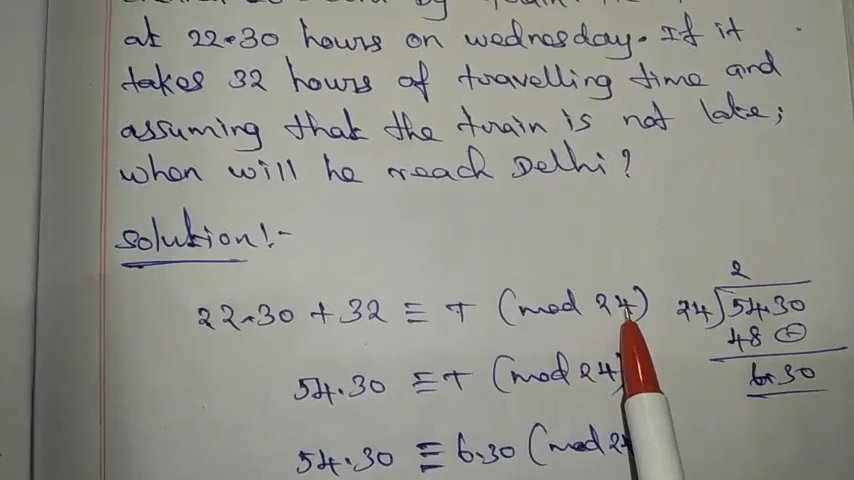 at 22.30 hours on wednesday. If it
takes 32 hours of travelling time and
assuming that the train is not late;
when will he reach Delhi?
solution:-
22.30 + 32 ≡ T (mod 24)
54.30 ≡ T (mod 24)
54.30 ≡ 6.30 (mod 24
2
24)54.30
48 (-)
6.30